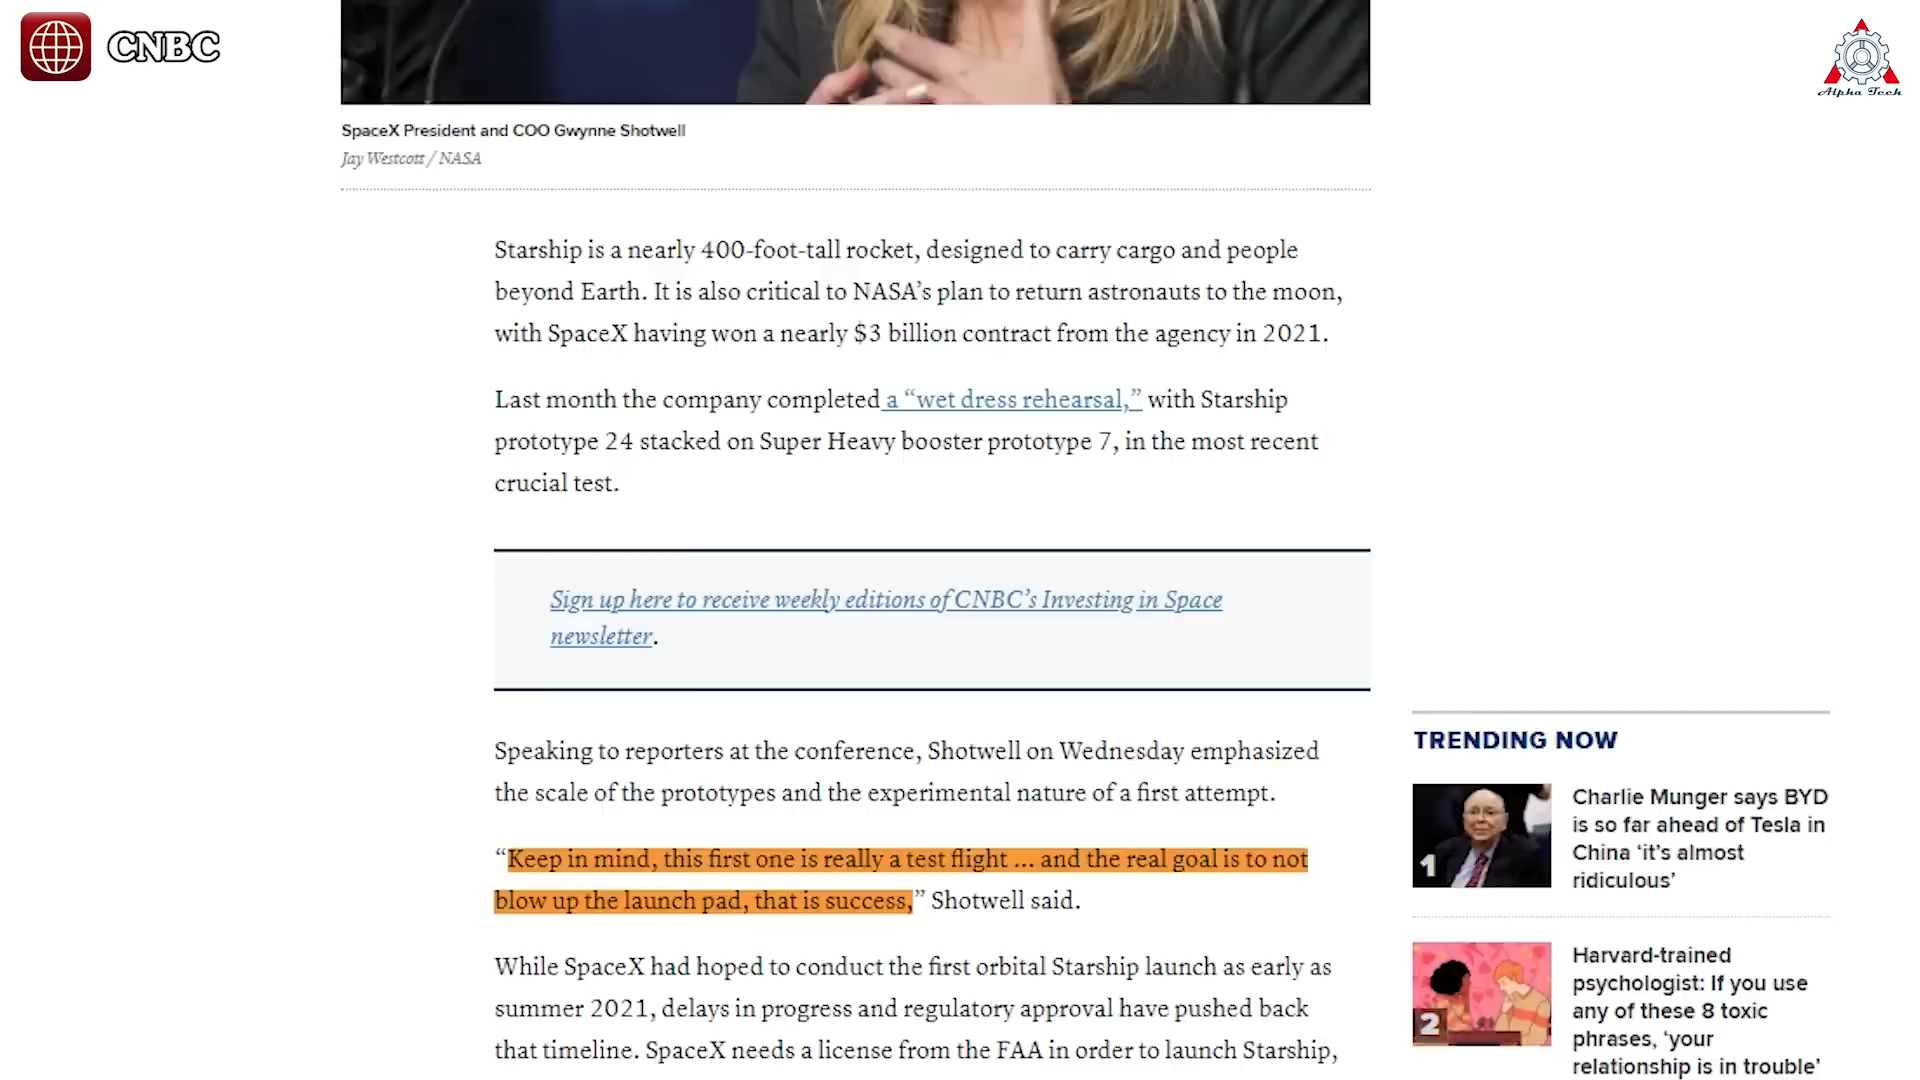 CNBC
Alpha Tech
SpaceX President and COO Gwynne Shotwell
Jay Westcott / NASA
Starship is a nearly 400-foot-tall rocket, designed to carry cargo and people
beyond Earth. It is also critical to NASA’s plan to return astronauts to the moon,
with SpaceX having won a nearly $3 billion contract from the agency in 2021.
Last month the company completed a “wet dress rehearsal,” with Starship
prototype 24 stacked on Super Heavy booster prototype 7, in the most recent
crucial test.
Sign up here to receive weekly editions of CNBC’s Investing in Space
newsletter.
Speaking to reporters at the conference, Shotwell on Wednesday emphasized
the scale of the prototypes and the experimental nature of a first attempt.
“Keep in mind, this first one is really a test flight ... and the real goal is to not
blow up the launch pad, that is success,” Shotwell said.
While SpaceX had hoped to conduct the first orbital Starship launch as early as
summer 2021, delays in progress and regulatory approval have pushed back
that timeline. SpaceX needs a license from the FAA in order to launch Starship,
TRENDING NOW
1
Charlie Munger says BYD
is so far ahead of Tesla in
China ‘it’s almost
ridiculous’
2
Harvard-trained
psychologist: If you use
any of these 8 toxic
phrases, ‘your
relationship is in trouble’